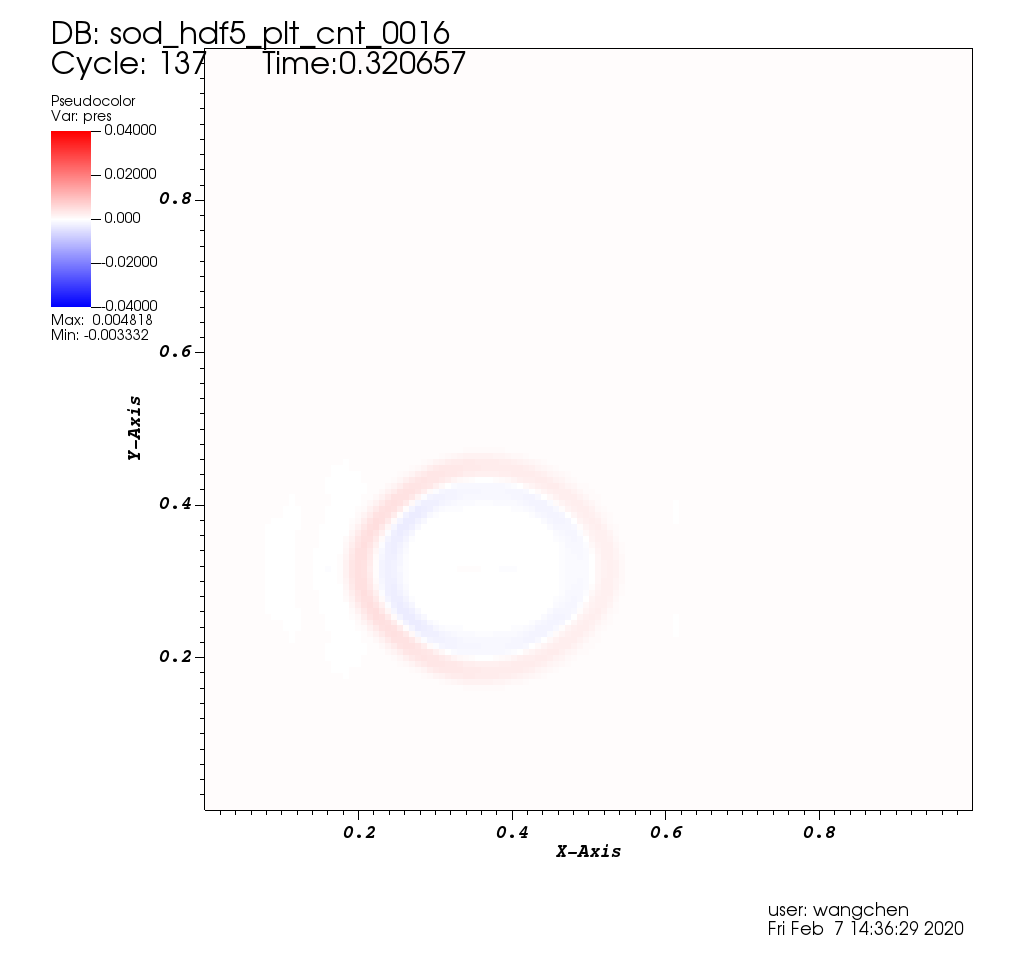 DB: sod_hdf5_plt_cnt_0016
Cycle: 137 Time:0.320657
Pseudocolor
Var: pres
0.04000
0.02000
0.000
-0.02000
-0.04000
Max: 0.004818
Min: -0.003332
0.8
0.6
0.4
0.2
Y-Axis
0.2 0.4 0.6 0.8
X-Axis
user: wangchen
Fri Feb 7 14:36:29 2020